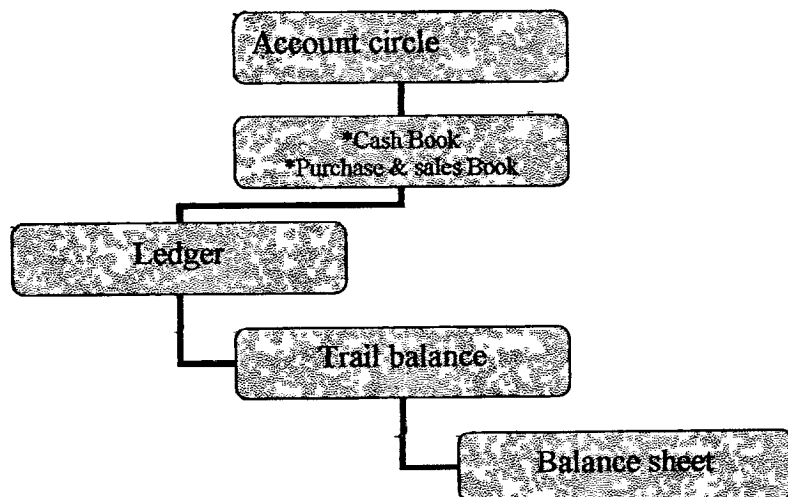 Account circle
*Cash Book
*Purchase & sales Book
Ledger
Trail balance
Balance sheet